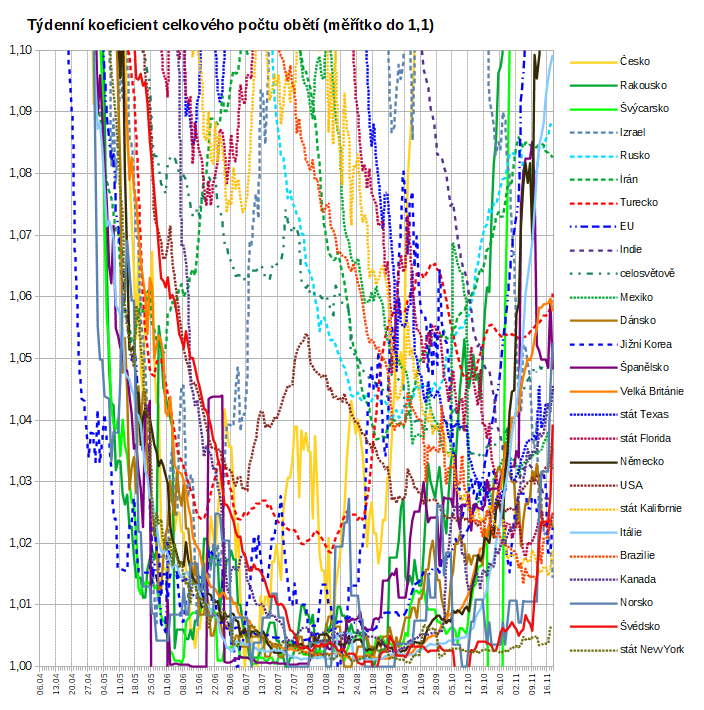 Týdenní koeficient celkového počtu obětí (měřítko do 1,1)
1,10
1,09
1,08
1,07
1,06
1,05
1,04
1,03
1,02
1,01
1,00
06.04
13.04
20.04
27.04
04.05
11.05
18.05
25.05
01.06
08.06
15.06
22.06
29.06
06.07
13.07
20.07
27.07
03.08
10.08
17.08
24.08
31.08
07.09
14.09
21.09
28.09
05.10
12.10
19.10
26.10
02.11
09.11
16.11
Česko
Rakousko
Švýcarsko
Izrael
Rusko
Irán
Turecko
EU
Indie
celosvětově
Mexiko
Dánsko
Jižní Korea
Španělsko
Velká Británie
stát Texas
stát Florida
Německo
USA
stát Kalifornie
Itálie
Brazilie
Kanada
Norsko
Švédsko
stát New York